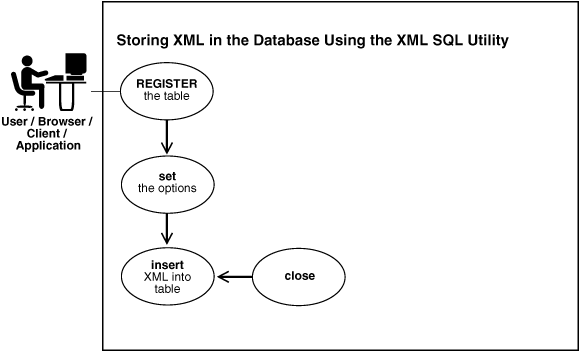 Storing XML in the Database Using the XML SQL Utility
REGISTER
the table
User / Browser /
Client /
Application
set
the options
insert
XML into
table
close